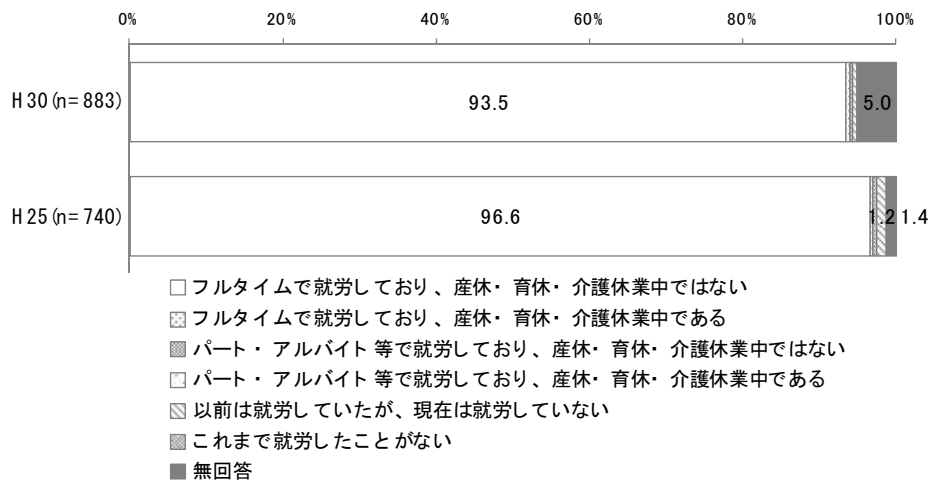 0% 20% 40% 60% 80% 100%
H30(n=883) 93.5 5.0
H25(n=740) 96.6 1.2 1.4
フルタイムで就労しており、産休・育休・介護休業中ではない
フルタイムで就労しており、産休・育休・介護休業中である
パート・アルバイト等で就労しており、産休・育休・介護休業中ではない
パート・アルバイト等で就労しており、産休・育休・介護休業中である
以前は就労していたが、現在は就労していない
これまで就労したことがない
無回答